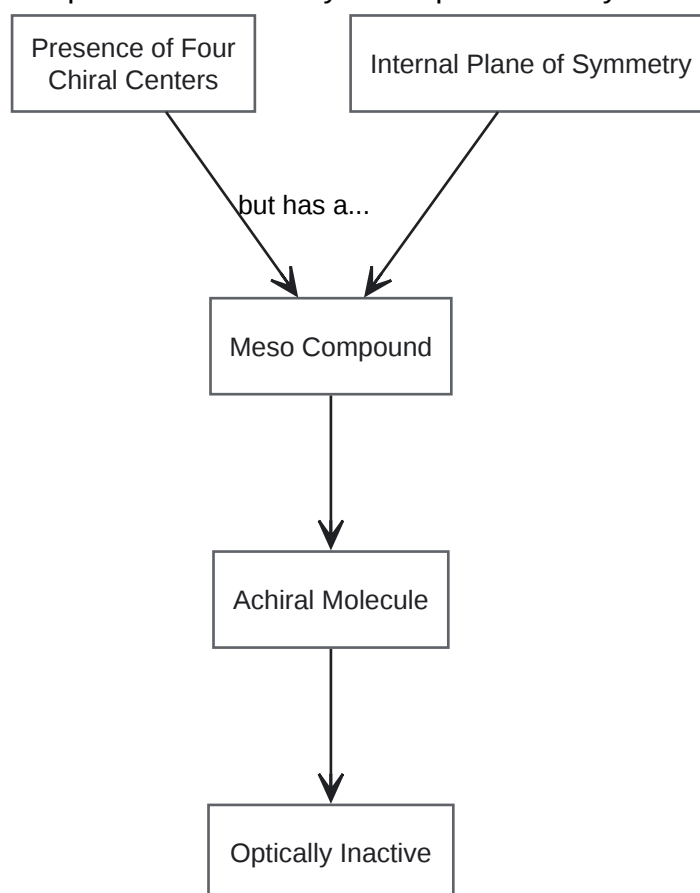 Presence of Four
Chiral Centers
Internal Plane of Symmetry
but has a...
Meso Compound
Achiral Molecule
Optically Inactive